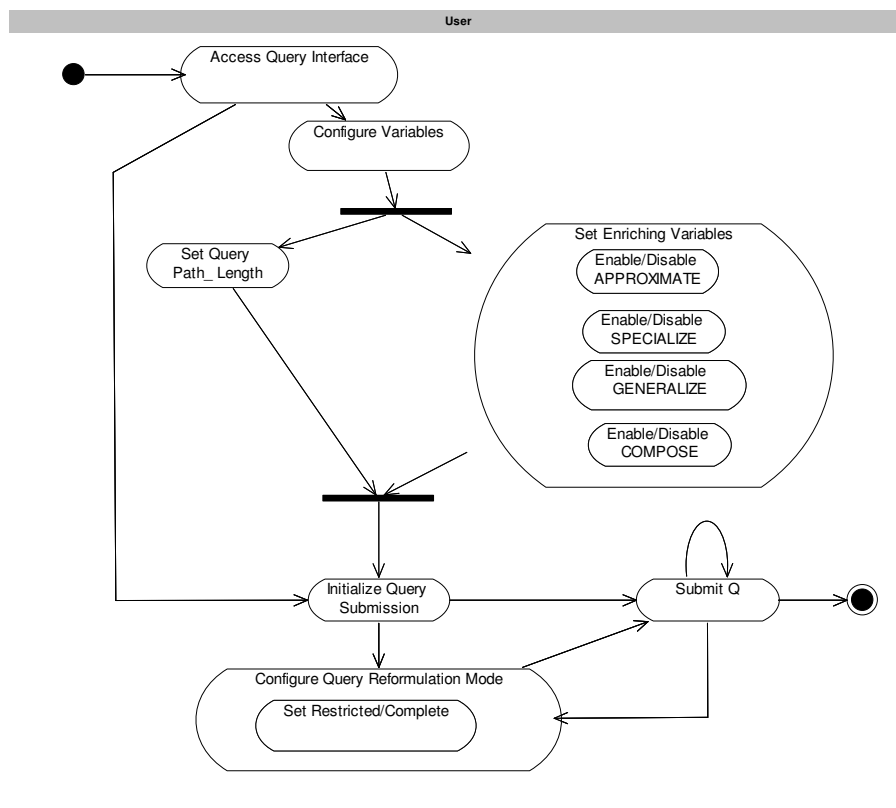 User
Access Query Interface
Configure Variables
Set Query
Path_ Length
Set Enriching Variables
Enable/Disable
APPROXIMATE
Enable/Disable
SPECIALIZE
Enable/Disable
GENERALIZE
Enable/Disable
COMPOSE
Initialize Query
Submission
Submit Q
Configure Query Reformulation Mode
Set Restricted/Complete